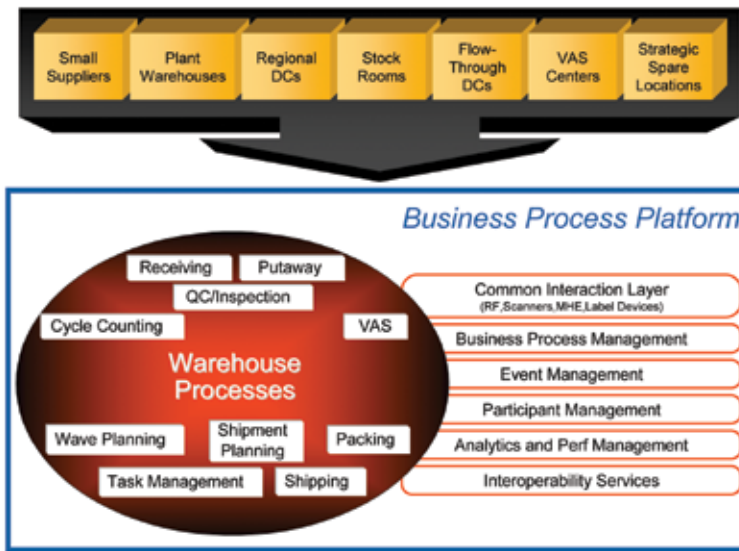 Small
Suppliers
Plant
Warehouses
Regional
DCs
Stock
Rooms
Flow-
Through
DCs
VAS
Centers
Strategic
Spare
Locations
Business Process Platform
Receiving
Putaway
QC/Inspection
Cycle Counting
VAS
Warehouse
Processes
Wave Planning
Shipment
Planning
Packing
Task Management
Shipping
Common Interaction Layer
(RF,Scanners,MHE,Label Devices)
Business Process Management
Event Management
Participant Management
Analytics and Perf Management
Interoperability Services